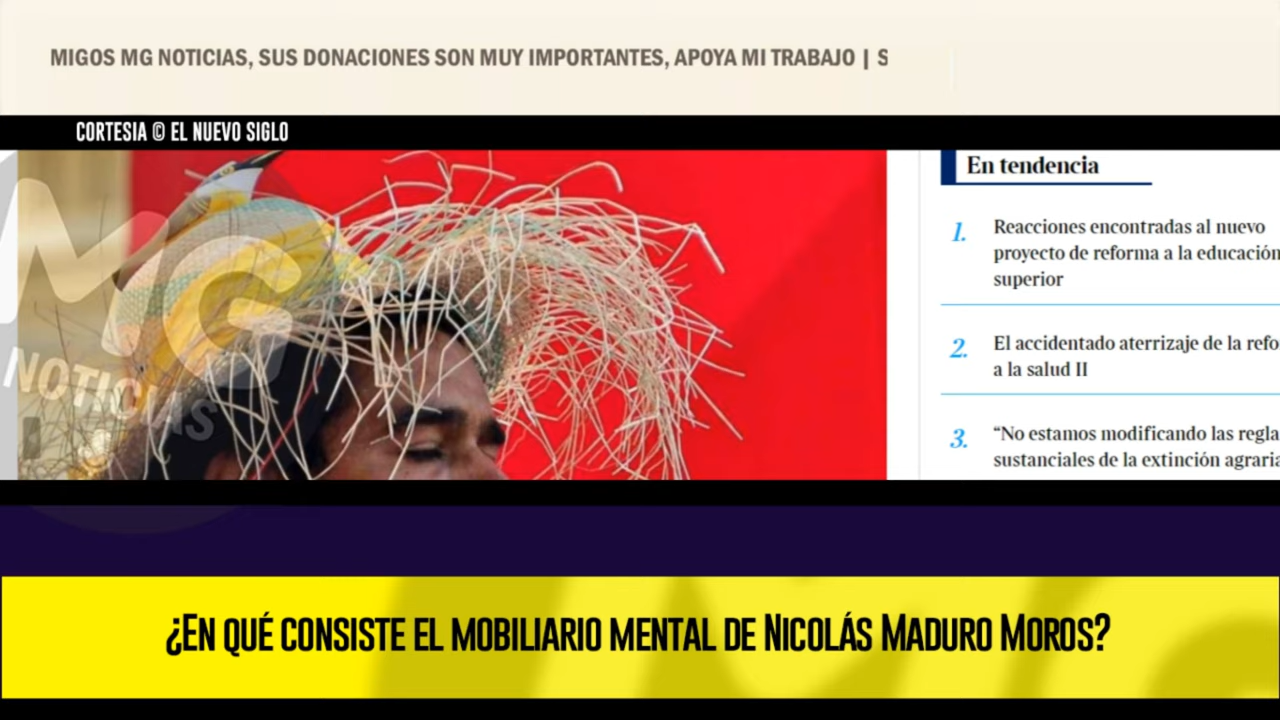 MIGOS MG NOTICIAS, SUS DONACIONES SON MUY IMPORTANTES, APOYA MI TRABAJO | S
CORTESIA © EL NUEVO SIGLO
MG
NOTICIAS
En tendencia
1. Reacciones encontradas al nuevo
proyecto de reforma a la educación
superior
2. El accidentado aterrizaje de la refo
a la salud II
3. “No estamos modificando las regla
sustanciales de la extinción agraria
¿EN QUÉ CONSISTE EL MOBILIARIO MENTAL DE NICOLÁS MADURO MOROS?